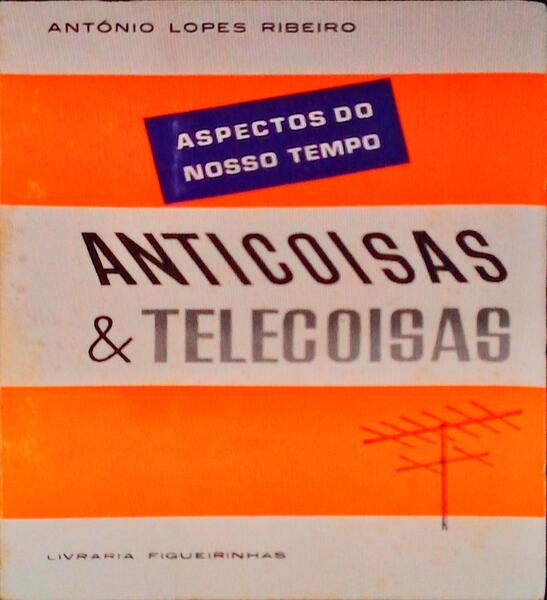 ANTÓNIO LOPES RIBEIRO
ASPECTOS DO
NOSSO TEMPO
ANTICOISAS
& TELECOISAS
LIVRARIA FIGUEIRINHAS